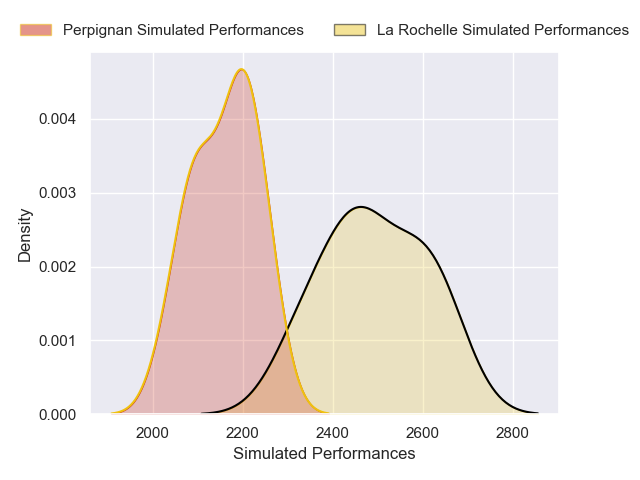 Perpignan Simulated Performances
La Rochelle Simulated Performances
0.004
0.003
0.002
0.001
0.000
Density
2000
2200
2400
2600
2800
Simulated Performances